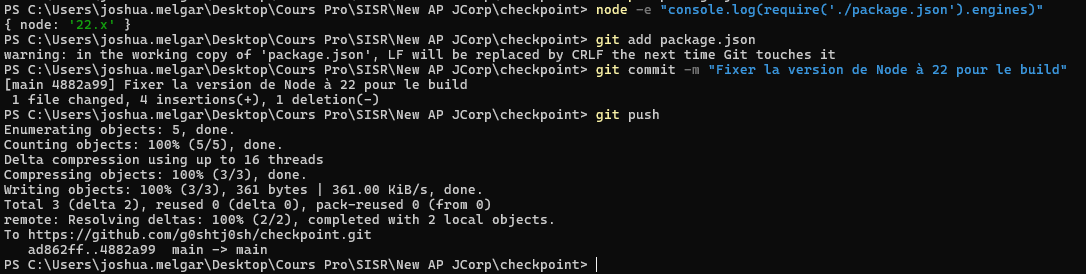 PS C:\Users\joshua.melgar\Desktop\Cours Pro\SISR\New AP JCorp\checkpoint> node -e "console.log(require('./package.json').engines)"
{ node: '22.x' }
PS C:\Users\joshua.melgar\Desktop\Cours Pro\SISR\New AP JCorp\checkpoint> git add package.json
warning: in the working copy of 'package.json', LF will be replaced by CRLF the next time Git touches it
PS C:\Users\joshua.melgar\Desktop\Cours Pro\SISR\New AP JCorp\checkpoint> git commit -m "Fixer la version de Node à 22 pour le build"
[main 4882a99] Fixer la version de Node à 22 pour le build
 1 file changed, 4 insertions(+), 1 deletion(-)
PS C:\Users\joshua.melgar\Desktop\Cours Pro\SISR\New AP JCorp\checkpoint> git push
Enumerating objects: 5, done.
Counting objects: 100% (5/5), done.
Delta compression using up to 16 threads
Compressing objects: 100% (3/3), done.
Writing objects: 100% (3/3), 361 bytes | 361.00 KiB/s, done.
Total 3 (delta 2), reused 0 (delta 0), pack-reused 0 (from 0)
remote: Resolving deltas: 100% (2/2), completed with 2 local objects.
To https://github.com/g0shtj0sh/checkpoint.git
   ad862ff..4882a99  main -> main
PS C:\Users\joshua.melgar\Desktop\Cours Pro\SISR\New AP JCorp\checkpoint>